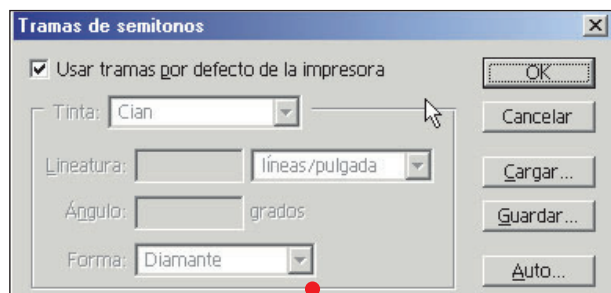 Tramas de semitonos
Usar tramas por defecto de la impresora
OK
Tinta: Cian
Cancelar
Lineatura: líneas/pulgada
Cargar...
Ángulo: grados
Guardar...
Forma: Diamante
Auto...